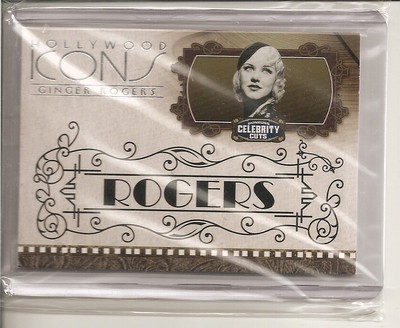 HOLLYWOOD
ICONS
GINGER ROGERS
CELEBRITY
CUTS
ROGERS